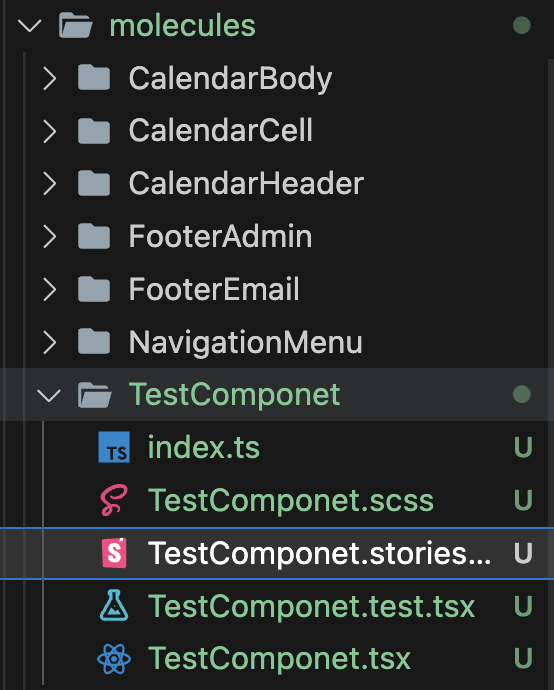 molecules
CalendarBody
CalendarCell
CalendarHeader
FooterAdmin
FooterEmail
NavigationMenu
TestComponet
TS index.ts U
TestComponet.scss U
S TestComponet.stories... U
TestComponet.test.tsx U
TestComponet.tsx U